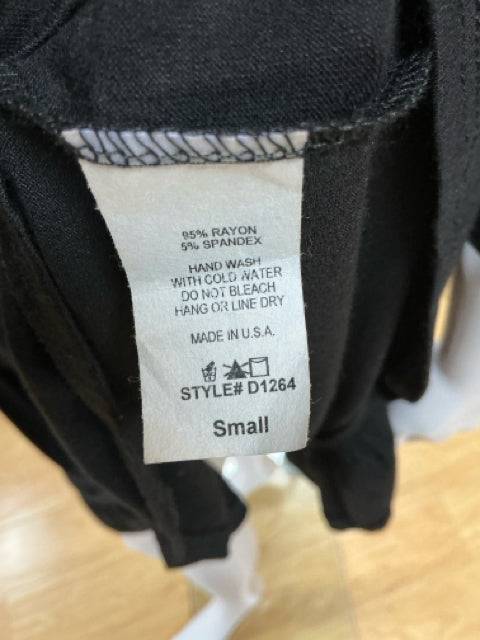 95% RAYON
5% SPANDEX
HAND WASH
WITH COLD WATER
DO NOT BLEACH
HANG OR LINE DRY
MADE IN U.S.A.
STYLE# D1264
Small